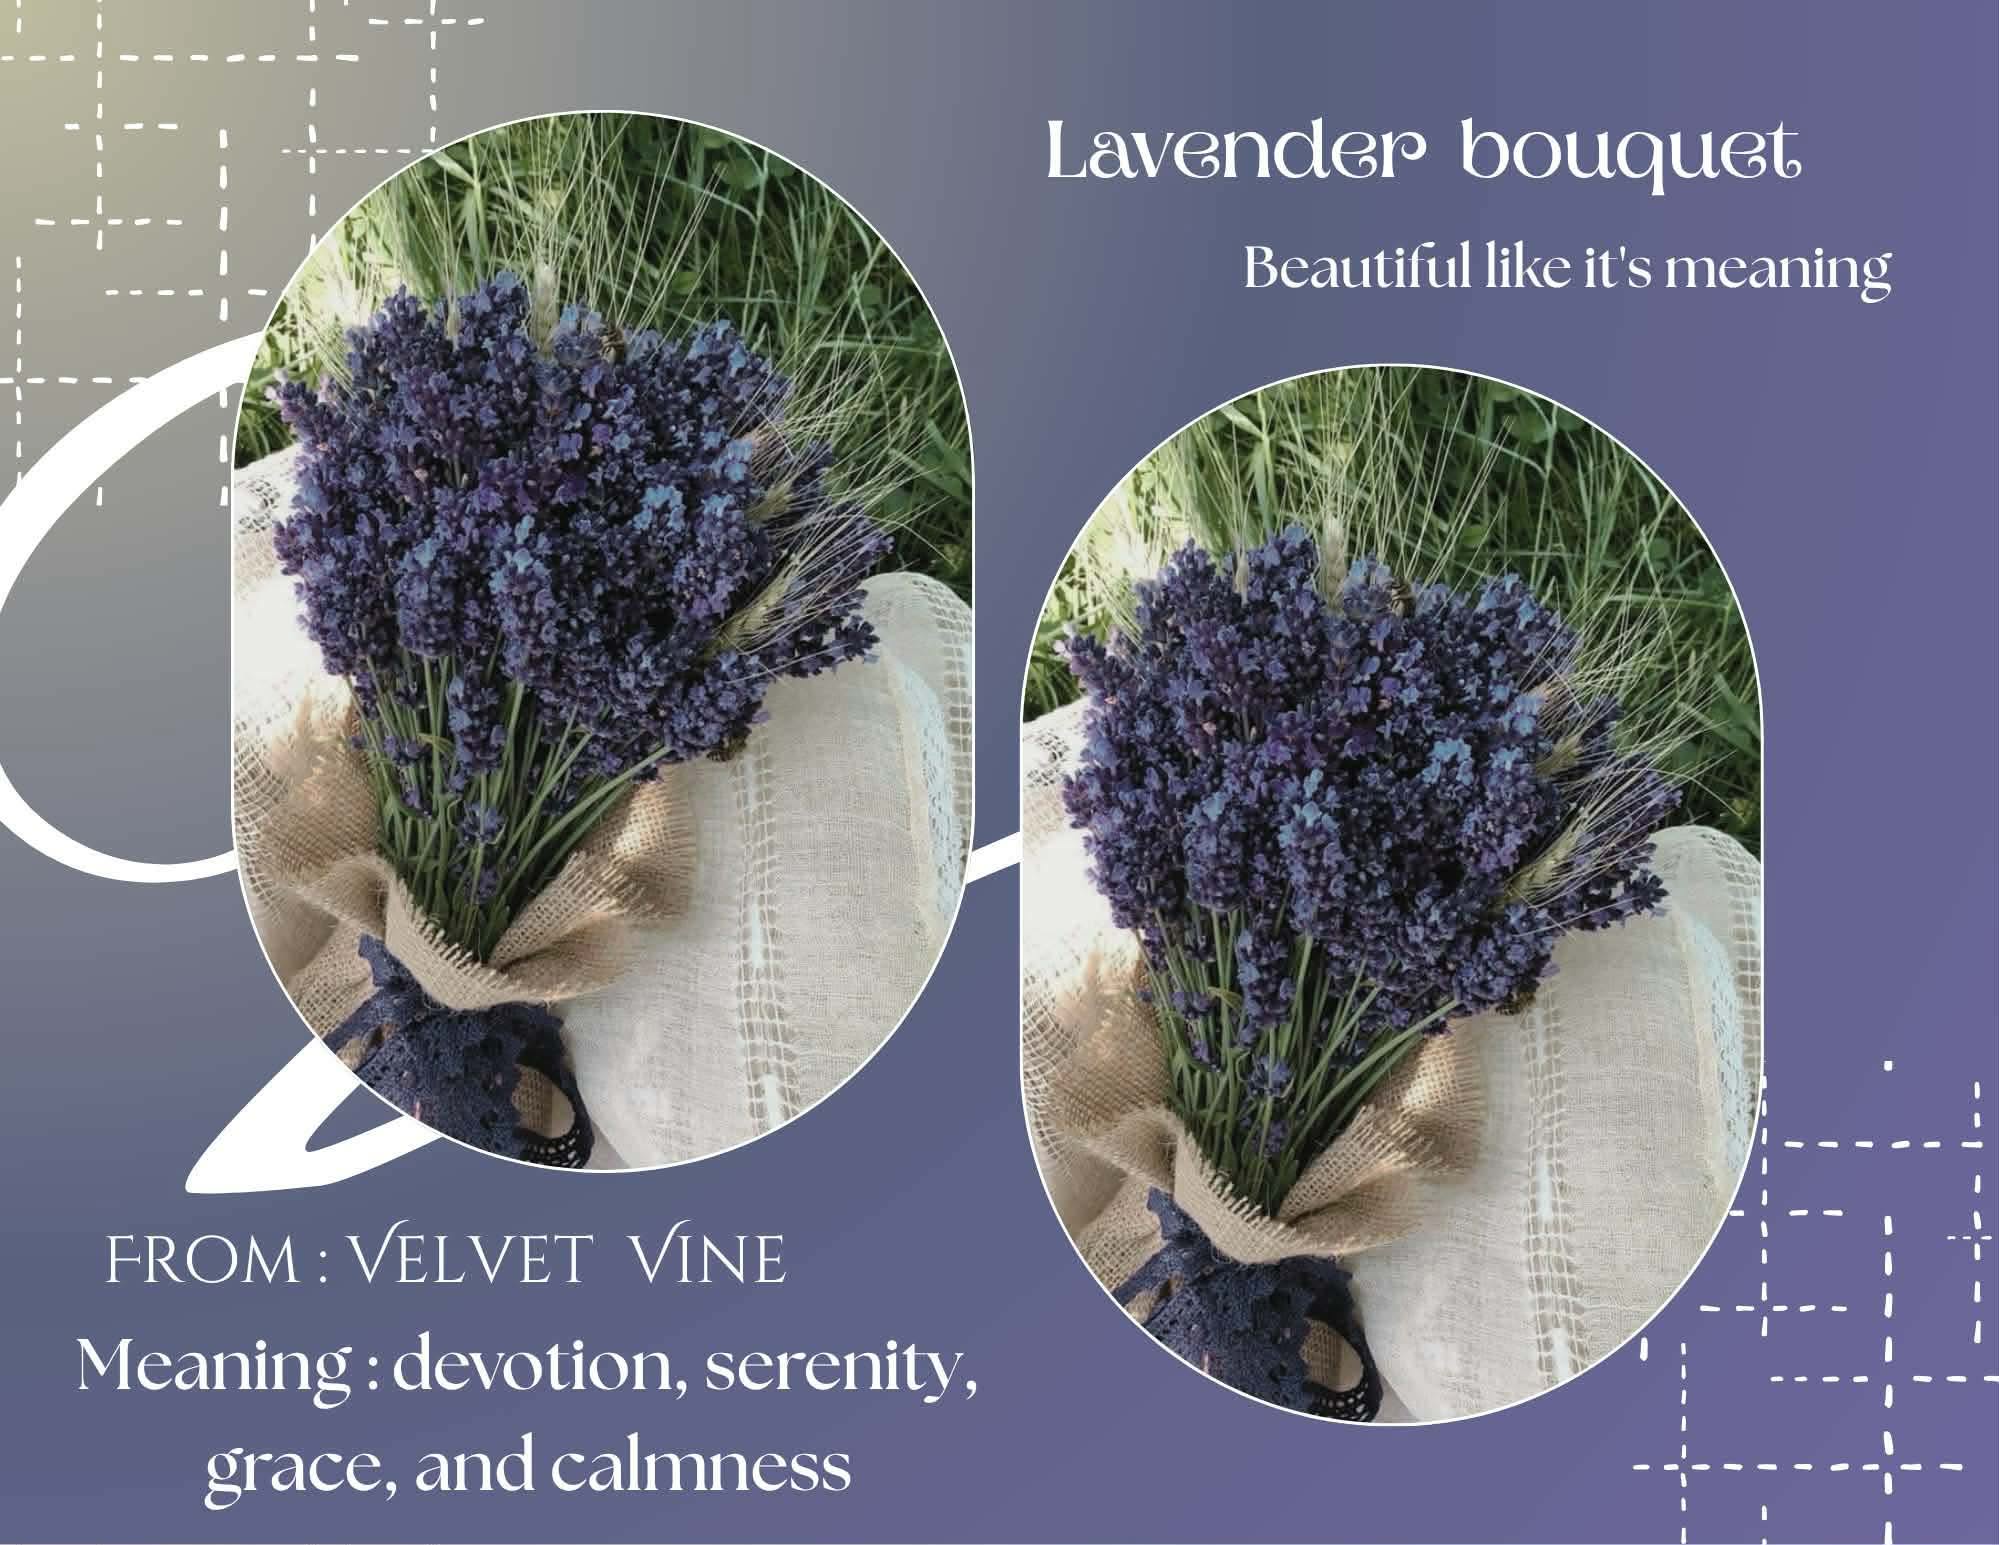 Lavender bouquet
Beautiful like it's meaning
FROM : VELVET VINE
Meaning : devotion, serenity,
grace, and calmness